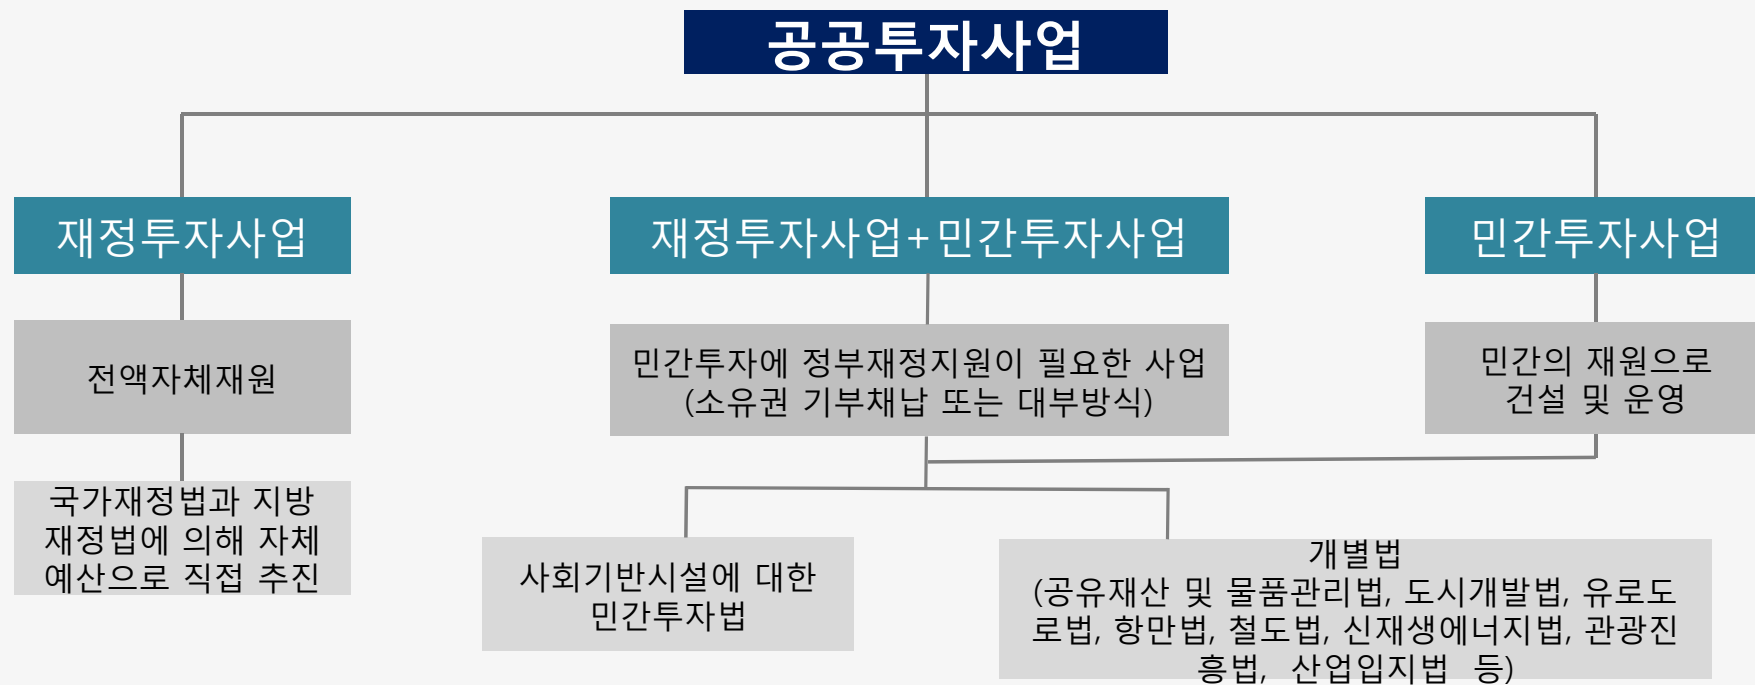 공공투자사업
재정투자사업
재정투자사업+민간투자사업
민간투자사업
전액자체재원
민간투자에 정부재정지원이 필요한 사업
(소유권 기부채납 또는 대부방식)
민간의 재원으로
건설 및 운영
국가재정법과 지방
재정법에 의해 자체
예산으로 직접 추진
사회기반시설에 대한
민간투자법
개별법
(공유재산 및 물품관리법, 도시개발법, 유로도
로법, 항만법, 철도법, 신재생에너지법, 관광진
흥법, 산업입지법 등)